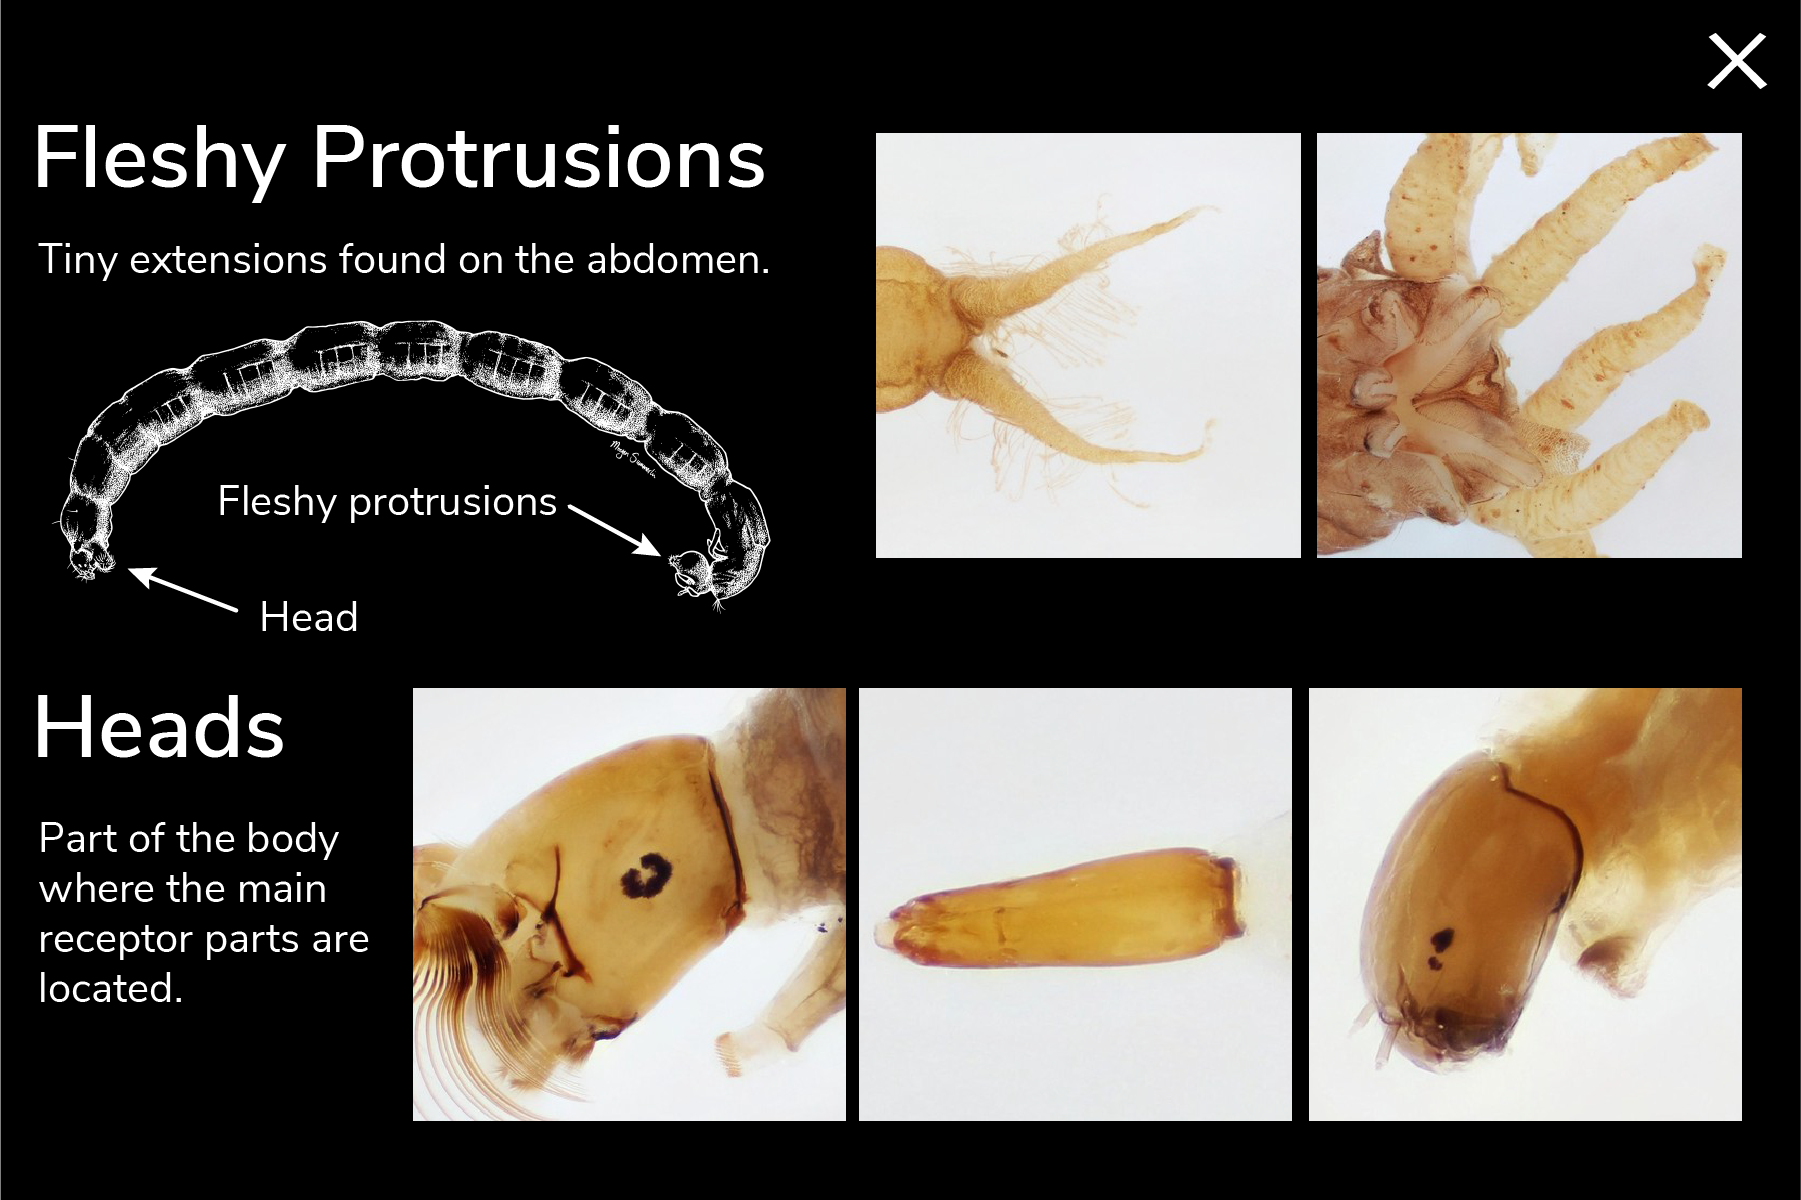 Fleshy Protrusions
Tiny extensions found on the abdomen.
Fleshy protrusions
Head
Heads
Part of the body
where the main
receptor parts are
located.